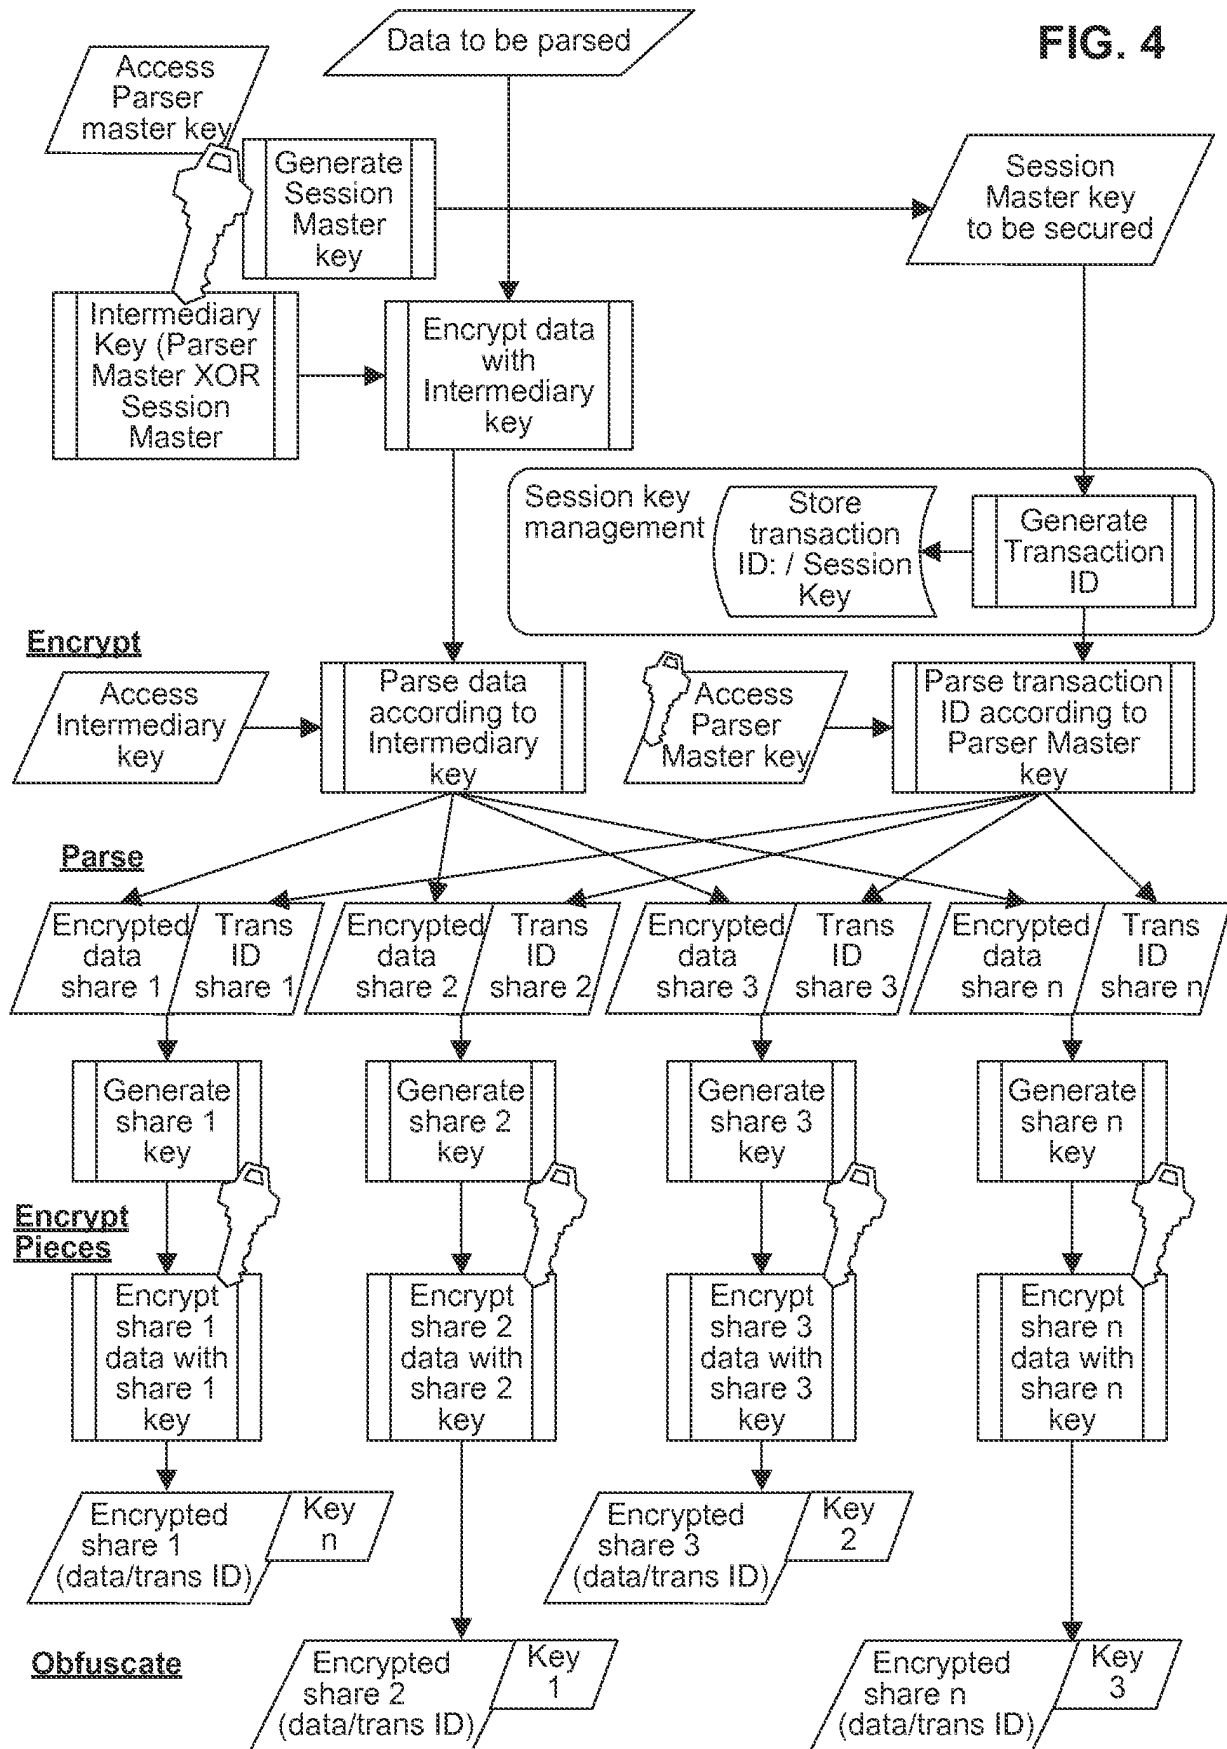 FIG. 4
Data to be parsed
Access
Parser
master key
Generate
Session
Master
key
Session
Master key
to be secured
Intermediary
Key (Parser
Master XOR
Session
Master
Encrypt data
with
Intermediary
key
Session key
management
Store
transaction
ID: / Session
Key
Generate
Transaction
ID
Encrypt
Access
Intermediary
key
Parse data
according to
Intermediary
key
Access
Parser
Master key
Parse transaction
ID according to
Parser Master
key
Parse
Encrypted
data
share 1
Trans
ID
share 1
Encrypted
data
share 2
Trans
ID
share 2
Encrypted
data
share 3
Trans
ID
share 3
Encrypted
data
share n
Trans
ID
share n
Generate
share 1
key
Generate
share 2
key
Generate
share 3
key
Generate
share n
key
Encrypt
Pieces
Encrypt
share 1
data with
share 1
key
Encrypt
share 2
data with
share 2
key
Encrypt
share 3
data with
share 3
key
Encrypt
share n
data with
share n
key
Encrypted
share 1
(data/trans ID)
Key
n
Encrypted
share 3
(data/trans ID)
Key
2
Obfuscate
Encrypted
share 2
(data/trans ID)
Key
1
Encrypted
share n
(data/trans ID)
Key
3